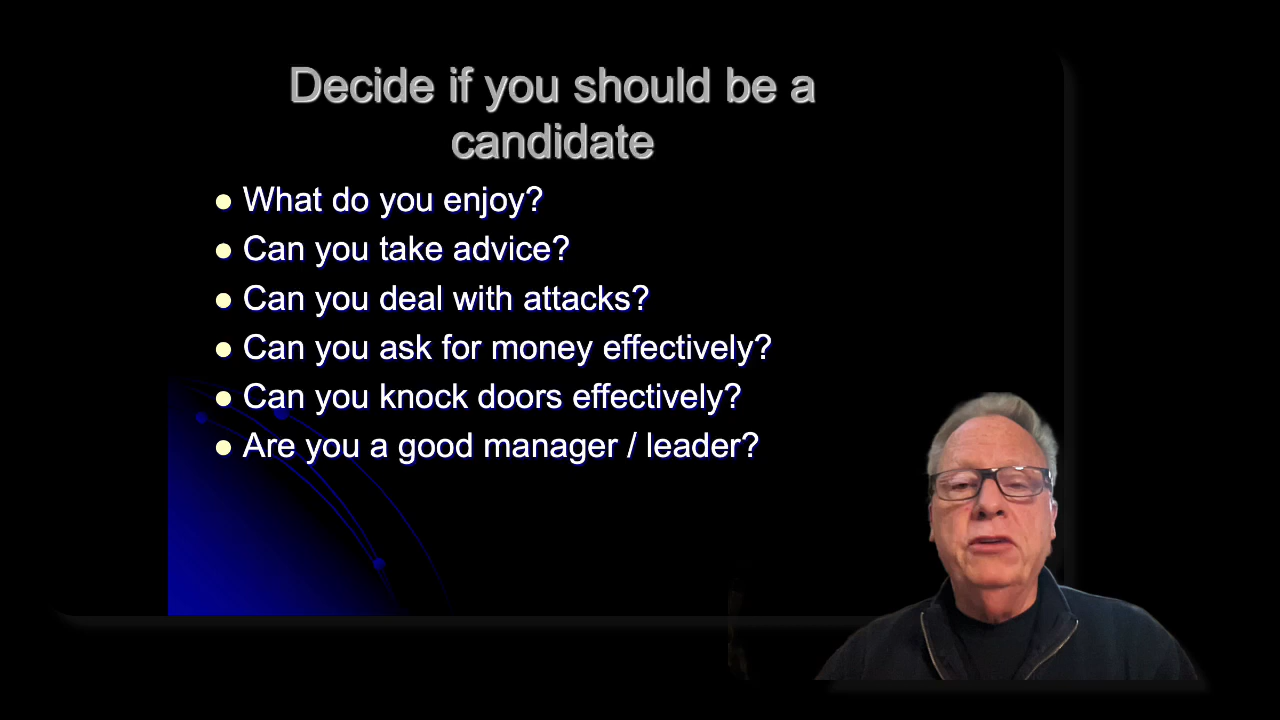 Decide if you should be a
candidate
● What do you enjoy?
● Can you take advice?
● Can you deal with attacks?
● Can you ask for money effectively?
● Can you knock doors effectively?
● Are you a good manager / leader?